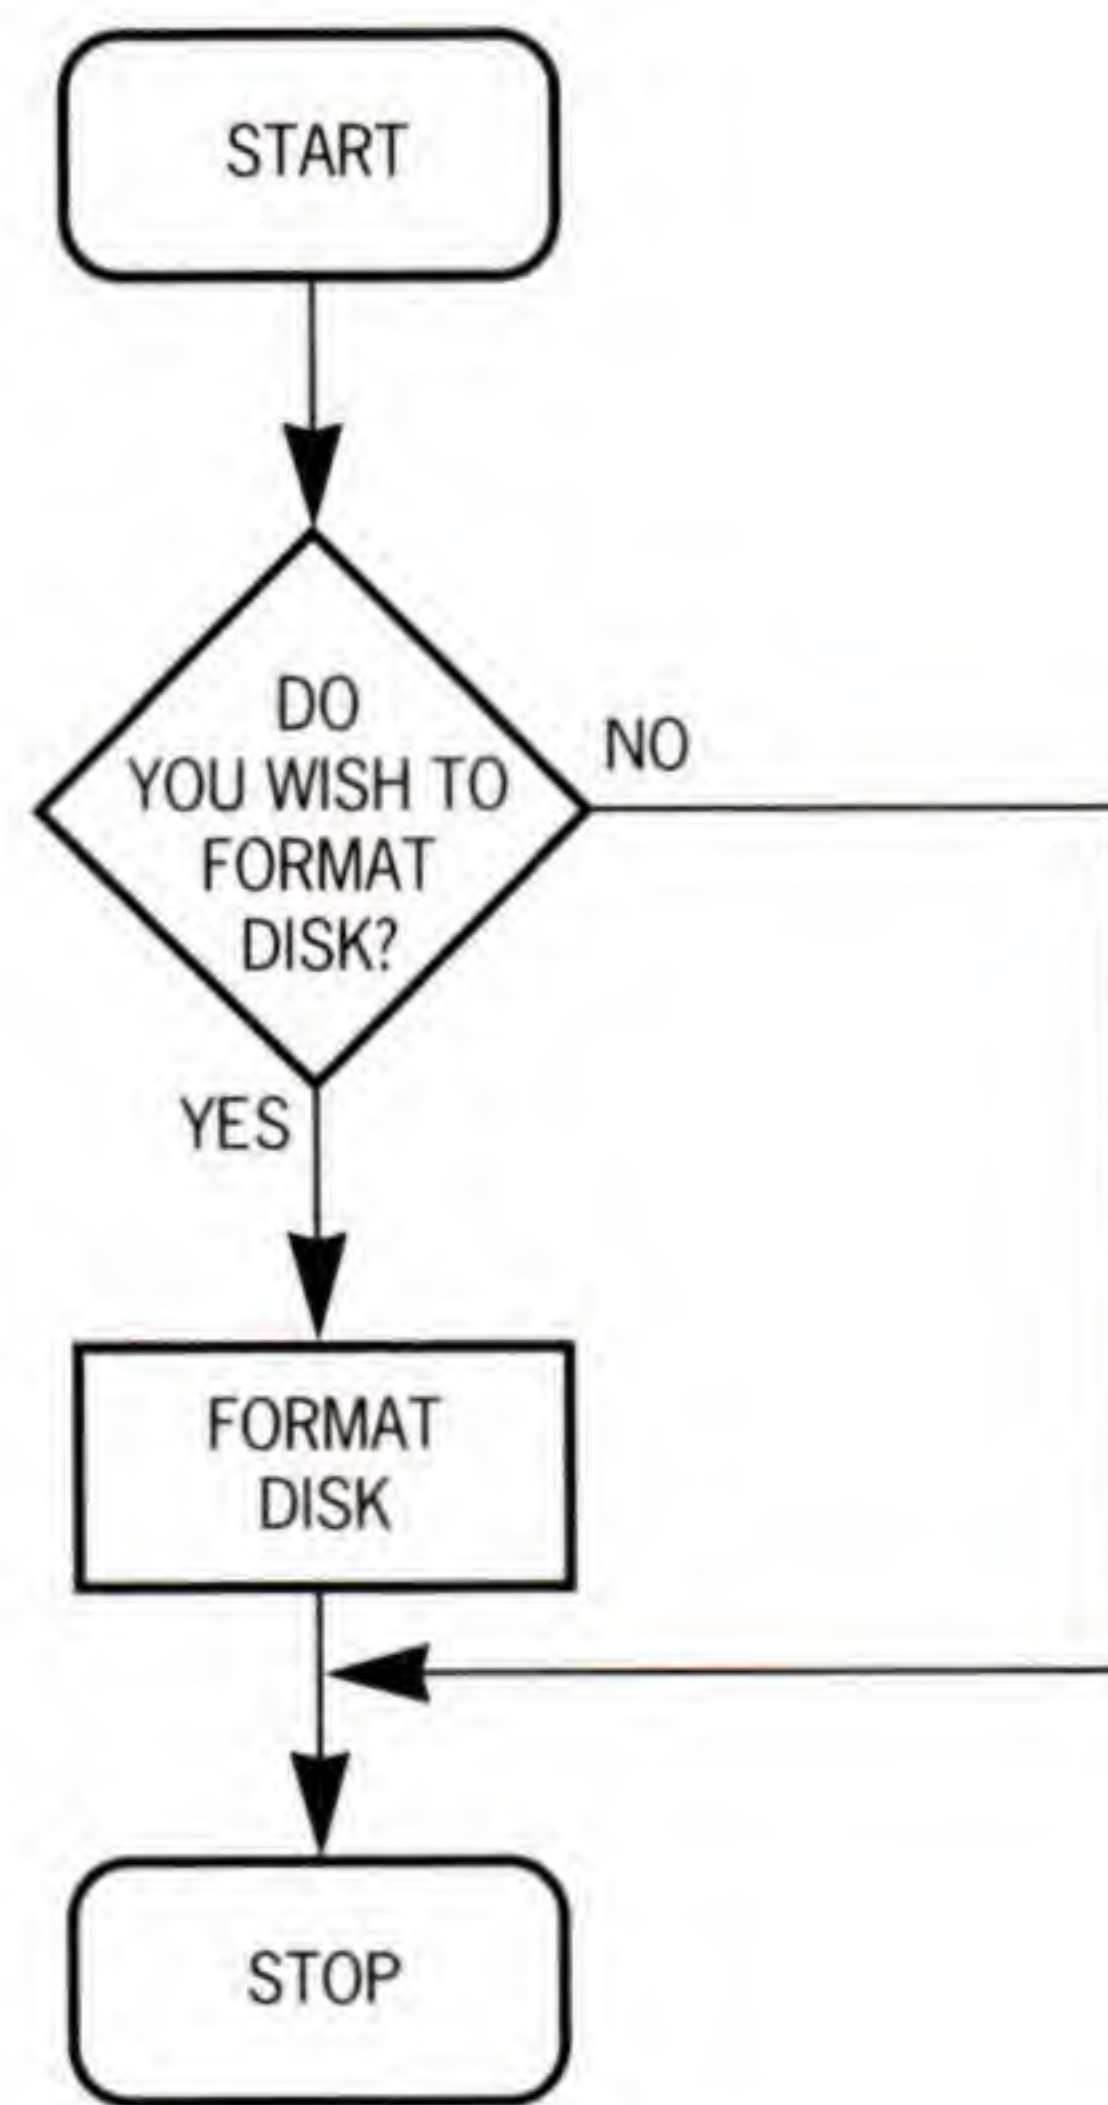 START
DO
YOU WISH TO
FORMAT
DISK?
NO
YES
FORMAT
DISK
STOP